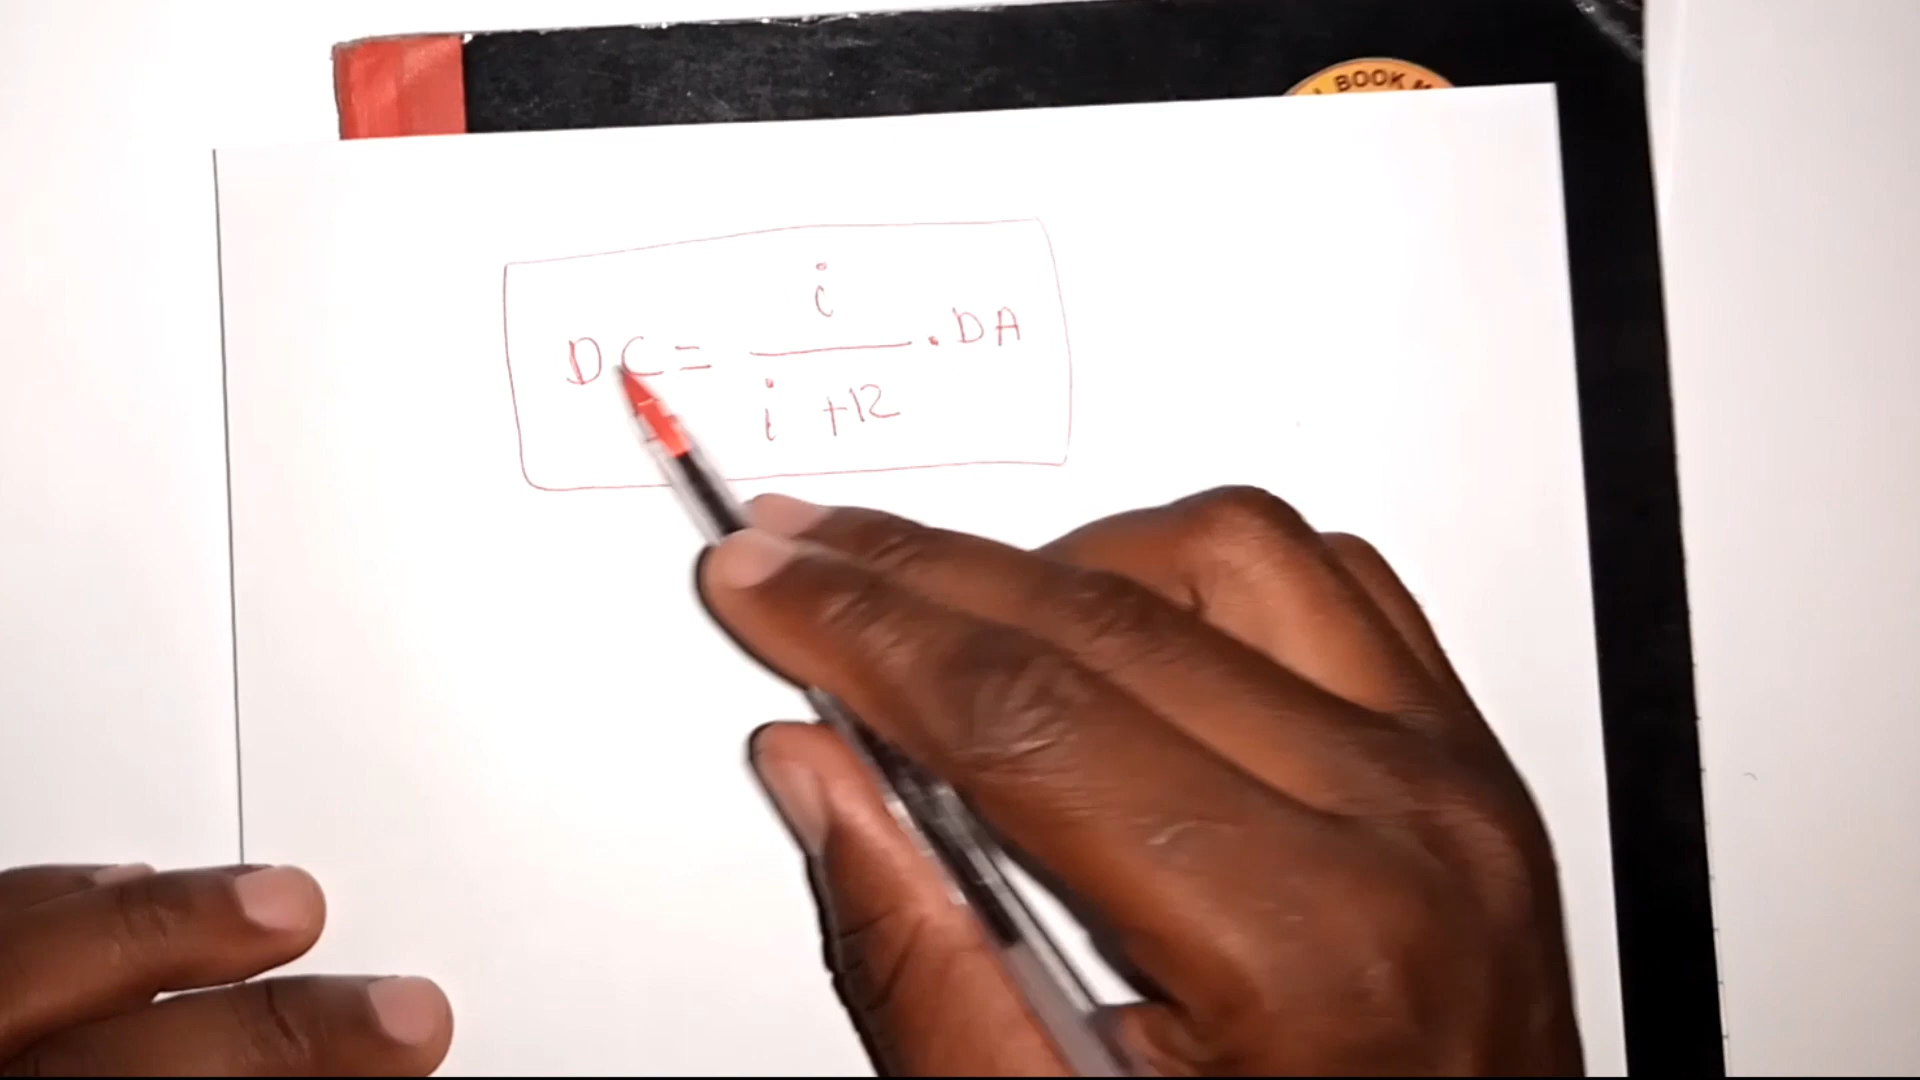 BOOK
DC = i / i +12 . DA